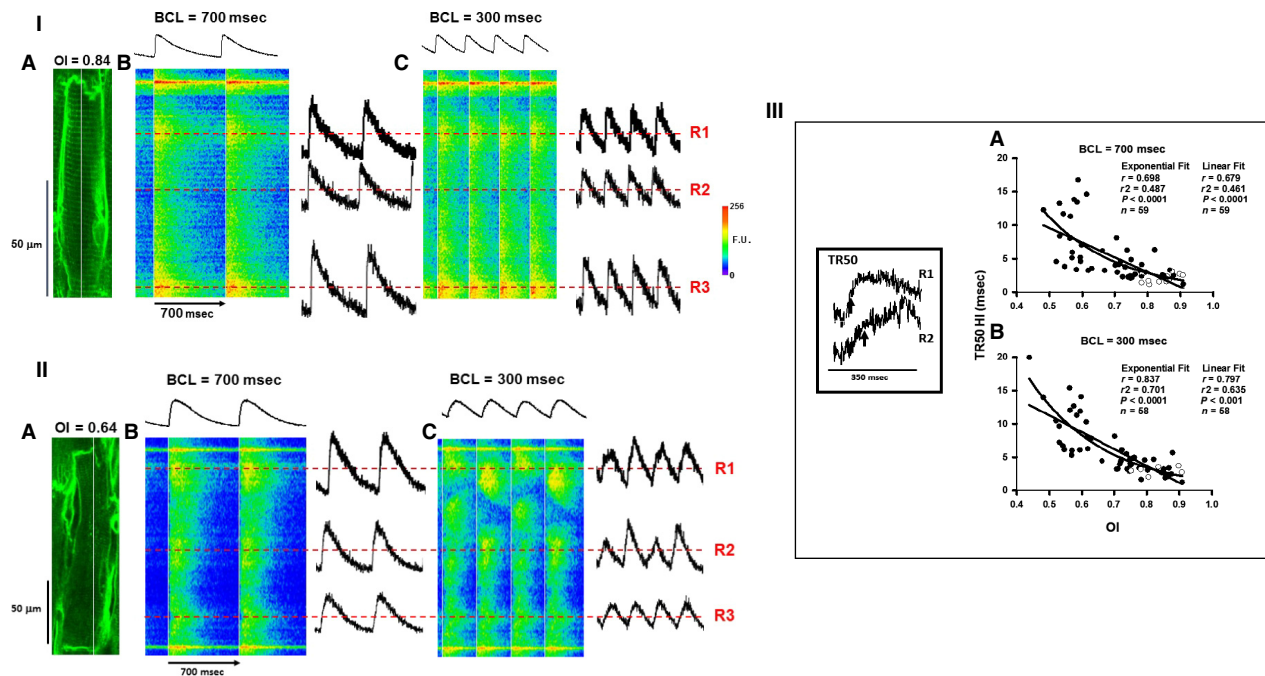 I
BCL = 700 msec
BCL = 300 msec
A
OI = 0.84
B
C
R1
R2
R3
50 µm
256
F.U.
0
700 msec
II
BCL = 700 msec
BCL = 300 msec
A
OI = 0.64
B
C
R1
R2
R3
50 µm
700 msec
III
TR50
R1
R2
350 msec
TR50 HI (msec)
A
BCL = 700 msec
Exponential Fit Linear Fit
r = 0.698 r = 0.679
r2 = 0.487 r2 = 0.461
P < 0.0001 P < 0.0001
n = 59 n = 59
20
15
10
5
0
0.4 0.5 0.6 0.7 0.8 0.9 1.0
B
BCL = 300 msec
Exponential Fit Linear Fit
r = 0.837 r = 0.797
r2 = 0.701 r2 = 0.635
P < 0.0001 P < 0.001
n = 58 n = 58
20
15
10
5
0
0.4 0.5 0.6 0.7 0.8 0.9 1.0
OI